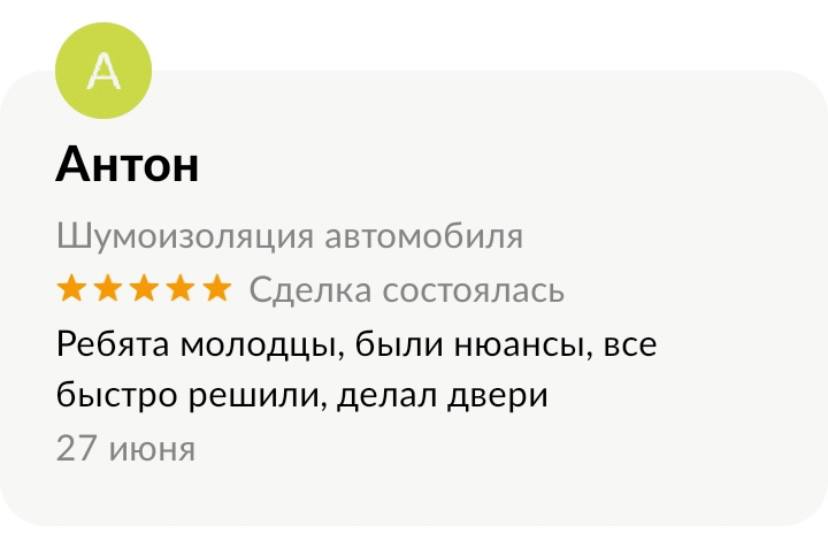 А
Антон
Шумоизоляция автомобиля
Сделка состоялась
Ребята молодцы, были нюансы, все
быстро решили, делал двери
27 июня